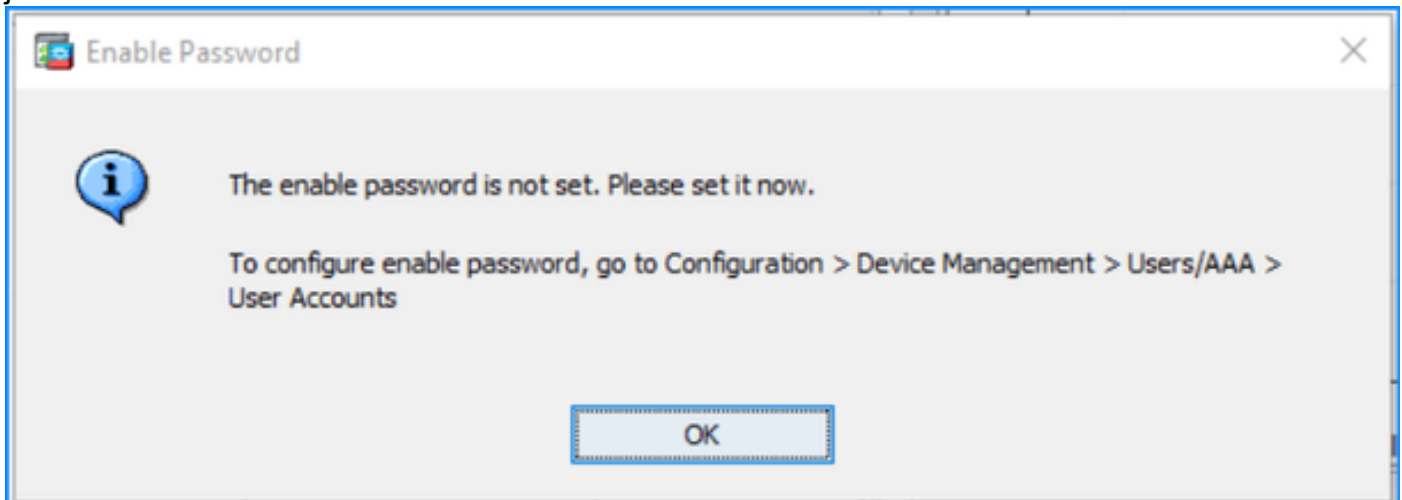 Enable Password
The enable password is not set. Please set it now.
To configure enable password, go to Configuration > Device Management > Users/AAA >
User Accounts
OK